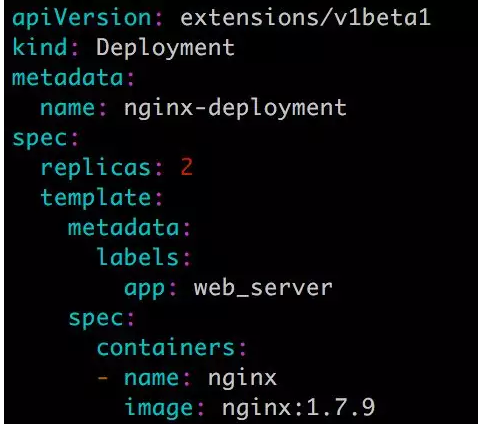 apiVersion: extensions/v1beta1
kind: Deployment
metadata:
  name: nginx-deployment
spec:
  replicas: 2
  template:
    metadata:
      labels:
        app: web_server
    spec:
      containers:
      - name: nginx
        image: nginx:1.7.9